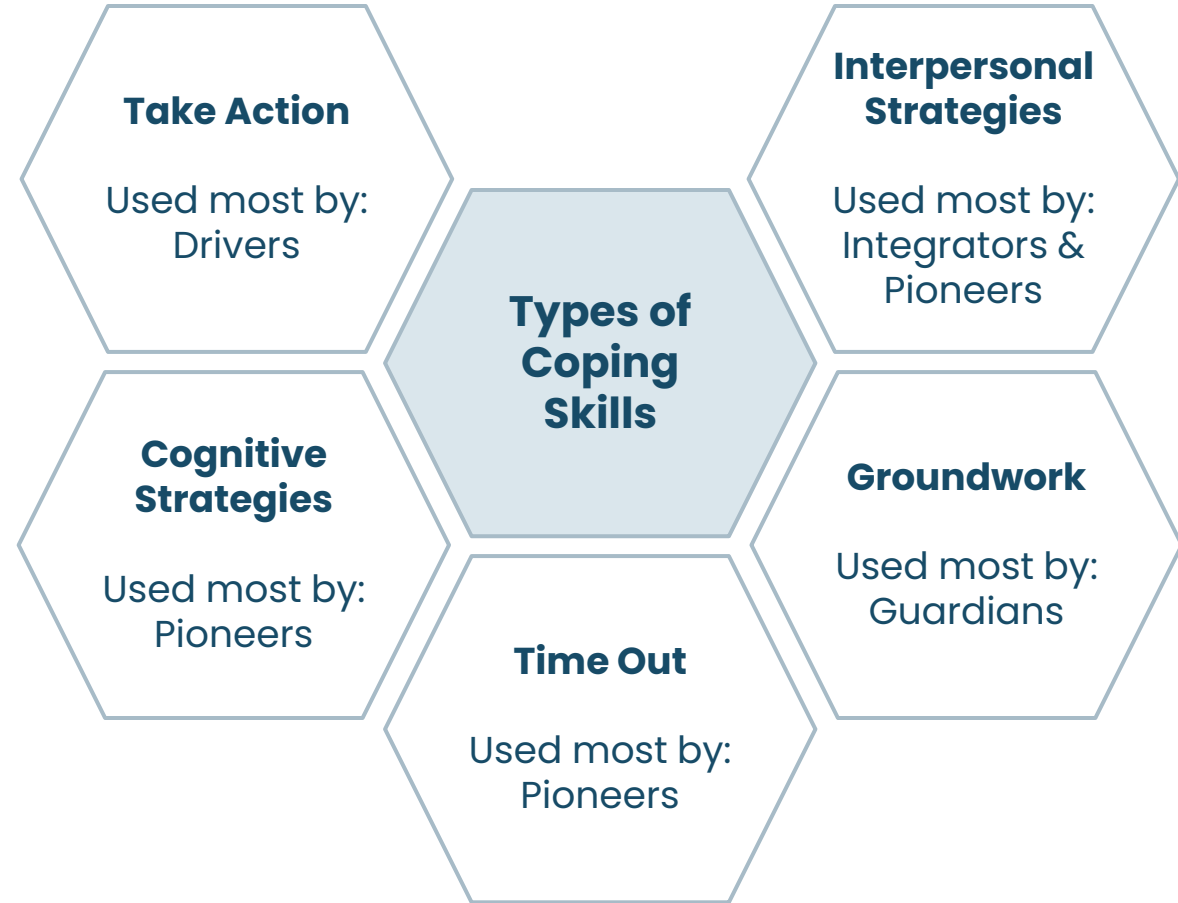 Take Action
Used most by:
Drivers
Interpersonal
Strategies
Used most by:
Integrators &
Pioneers
Types of
Coping
Skills
Cognitive
Strategies
Used most by:
Pioneers
Groundwork
Used most by:
Guardians
Time Out
Used most by:
Pioneers